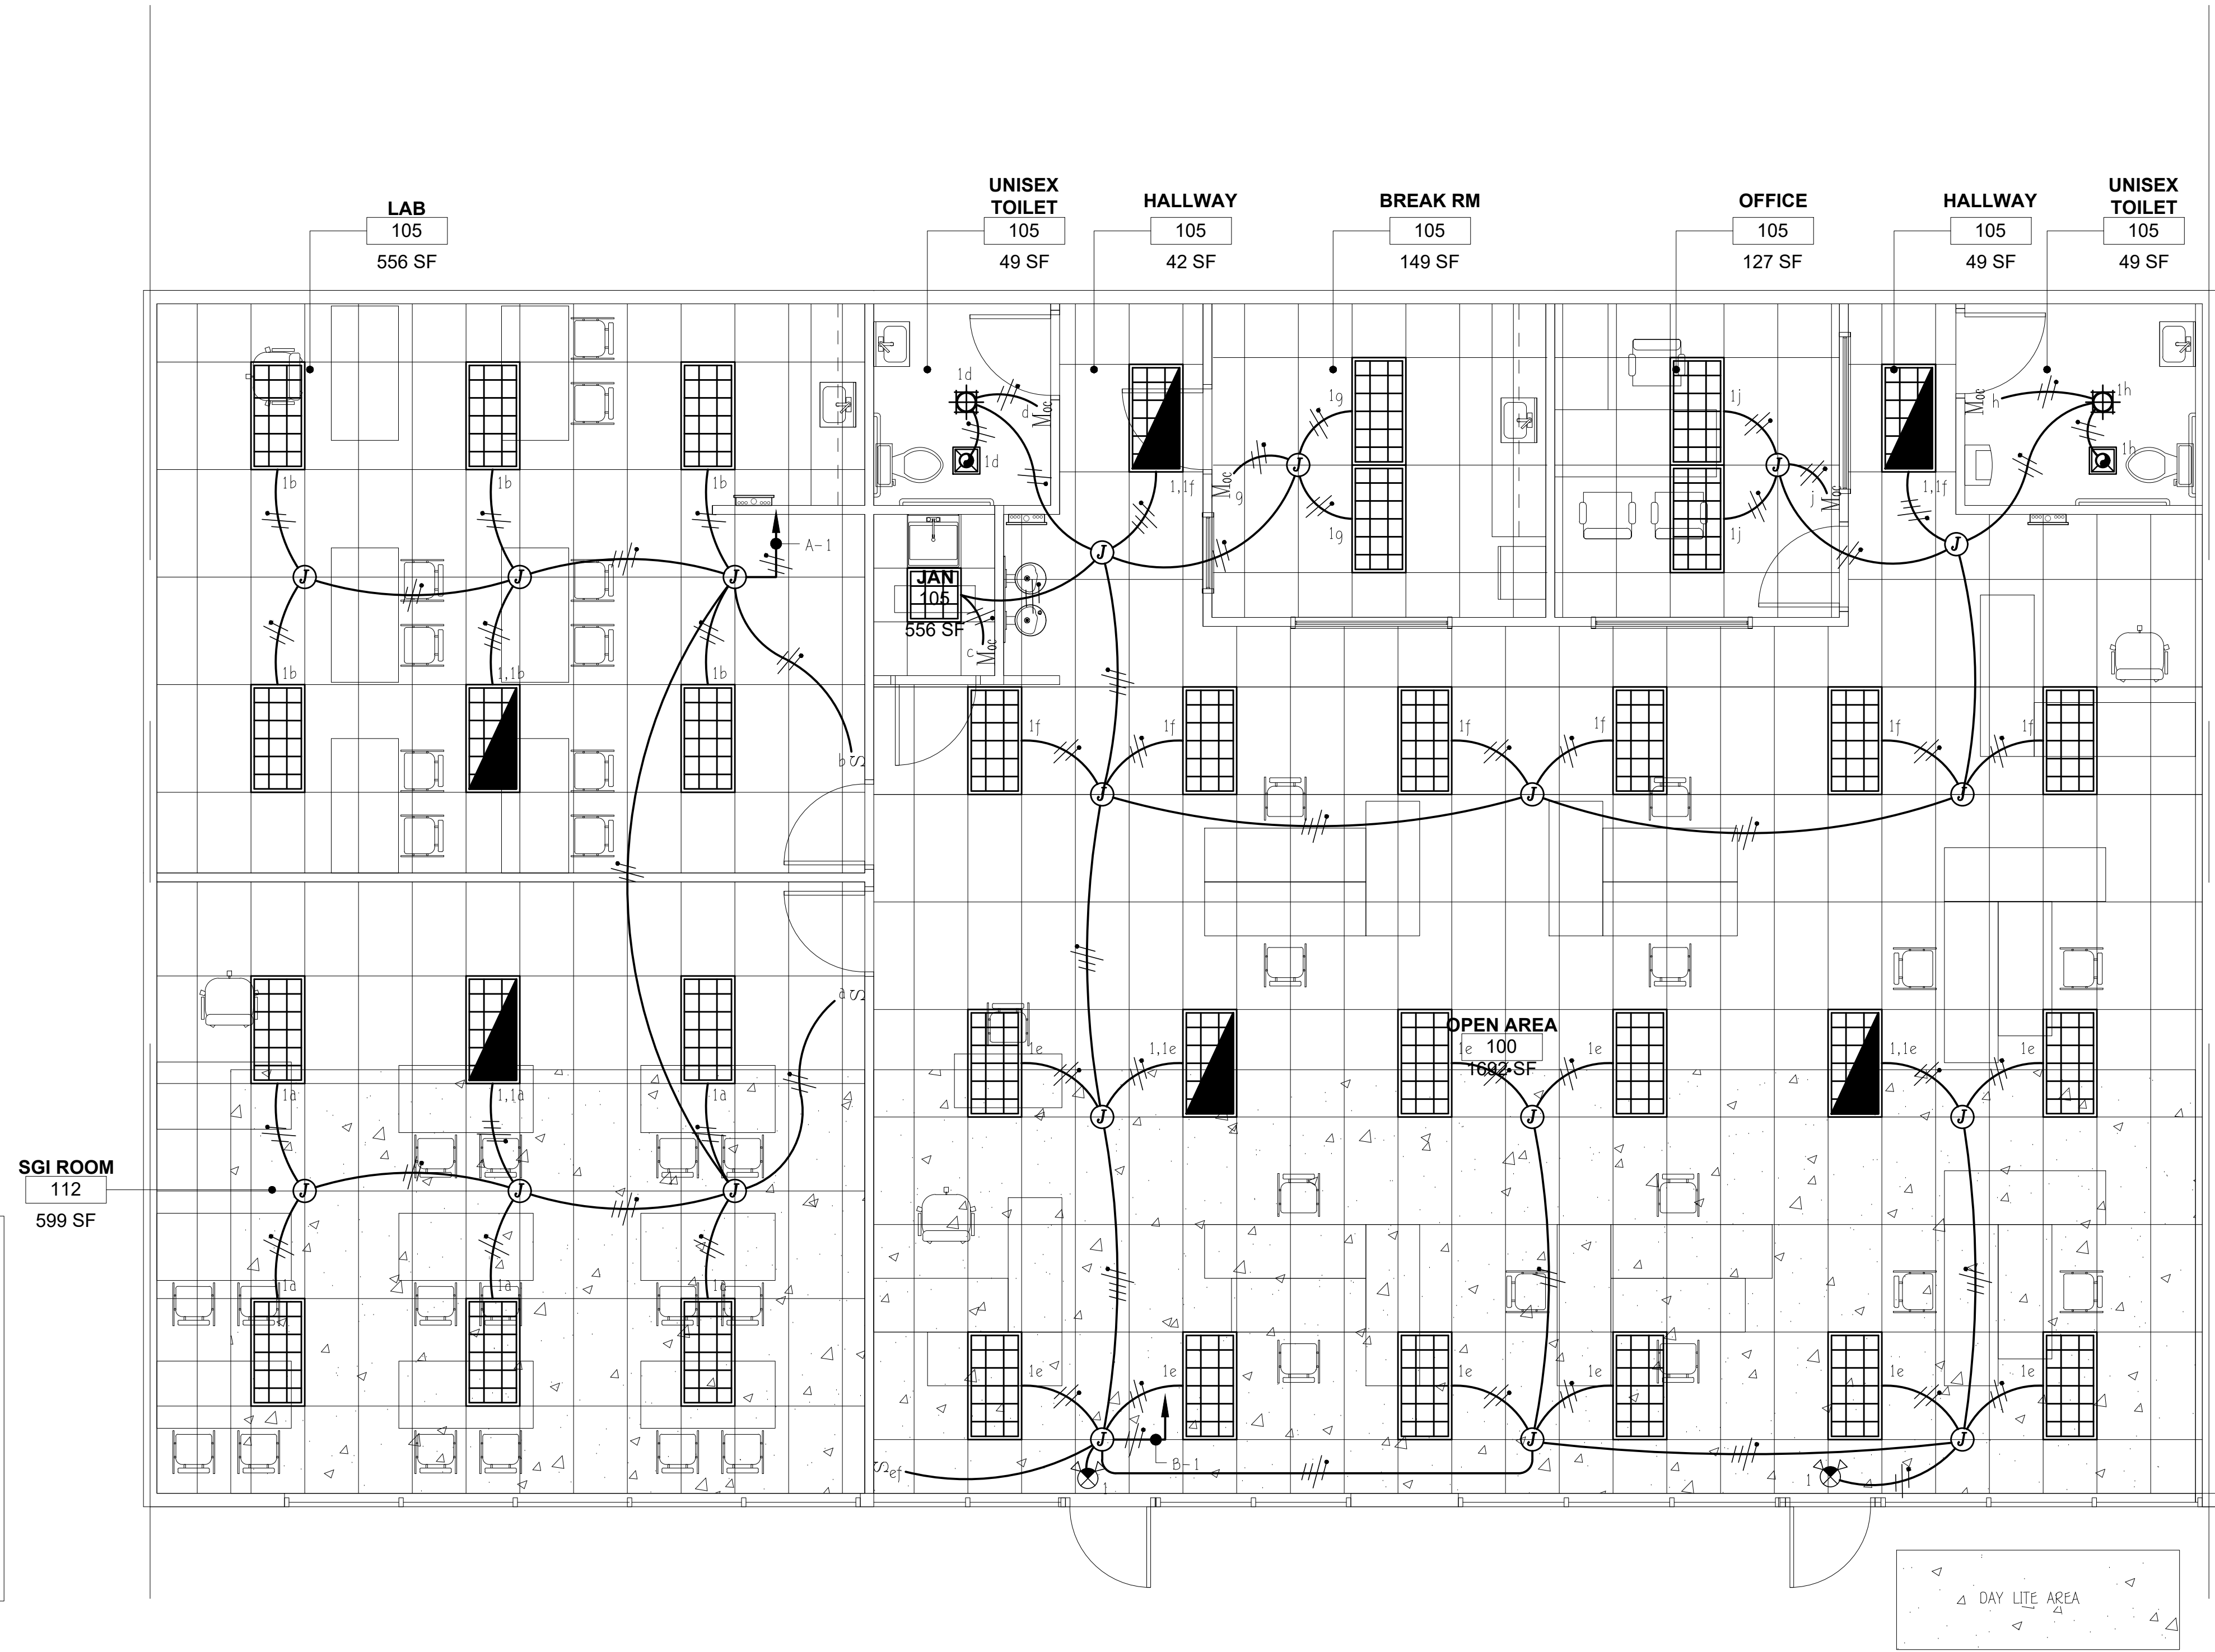 UNISEX
TOILET
105
49 SF
HALLWAY
105
42 SF
BREAK RM
105
149 SF
OFFICE
105
127 SF
HALLWAY
105
49 SF
UNISEX
TOILET
105
49 SF
LAB
105
556 SF
1d
d
Moc
1d
1g
Moc
g
1g
1j
j
Moc
1j
Moc
h
1h
1h
1b
1b
1b
1,1f
1,1f
J
J
J
J
A-1
J
J
J
JAN
105
556 SF
c
Moc
1b
1,1b
1b
b S
1f
1f
1f
1f
1f
1f
J
J
J
a S
OPEN AREA
100
1692 SF
1e
1,1e
1e
1e
1,1e
1e
1a
1,1a
1a
J
J
J
SGI ROOM
112
599 SF
J
J
J
1a
1a
1a
1e
1e
1e
1e
1e
1e
J
J
J
S ef
B-1
1
1
DAY LITE AREA